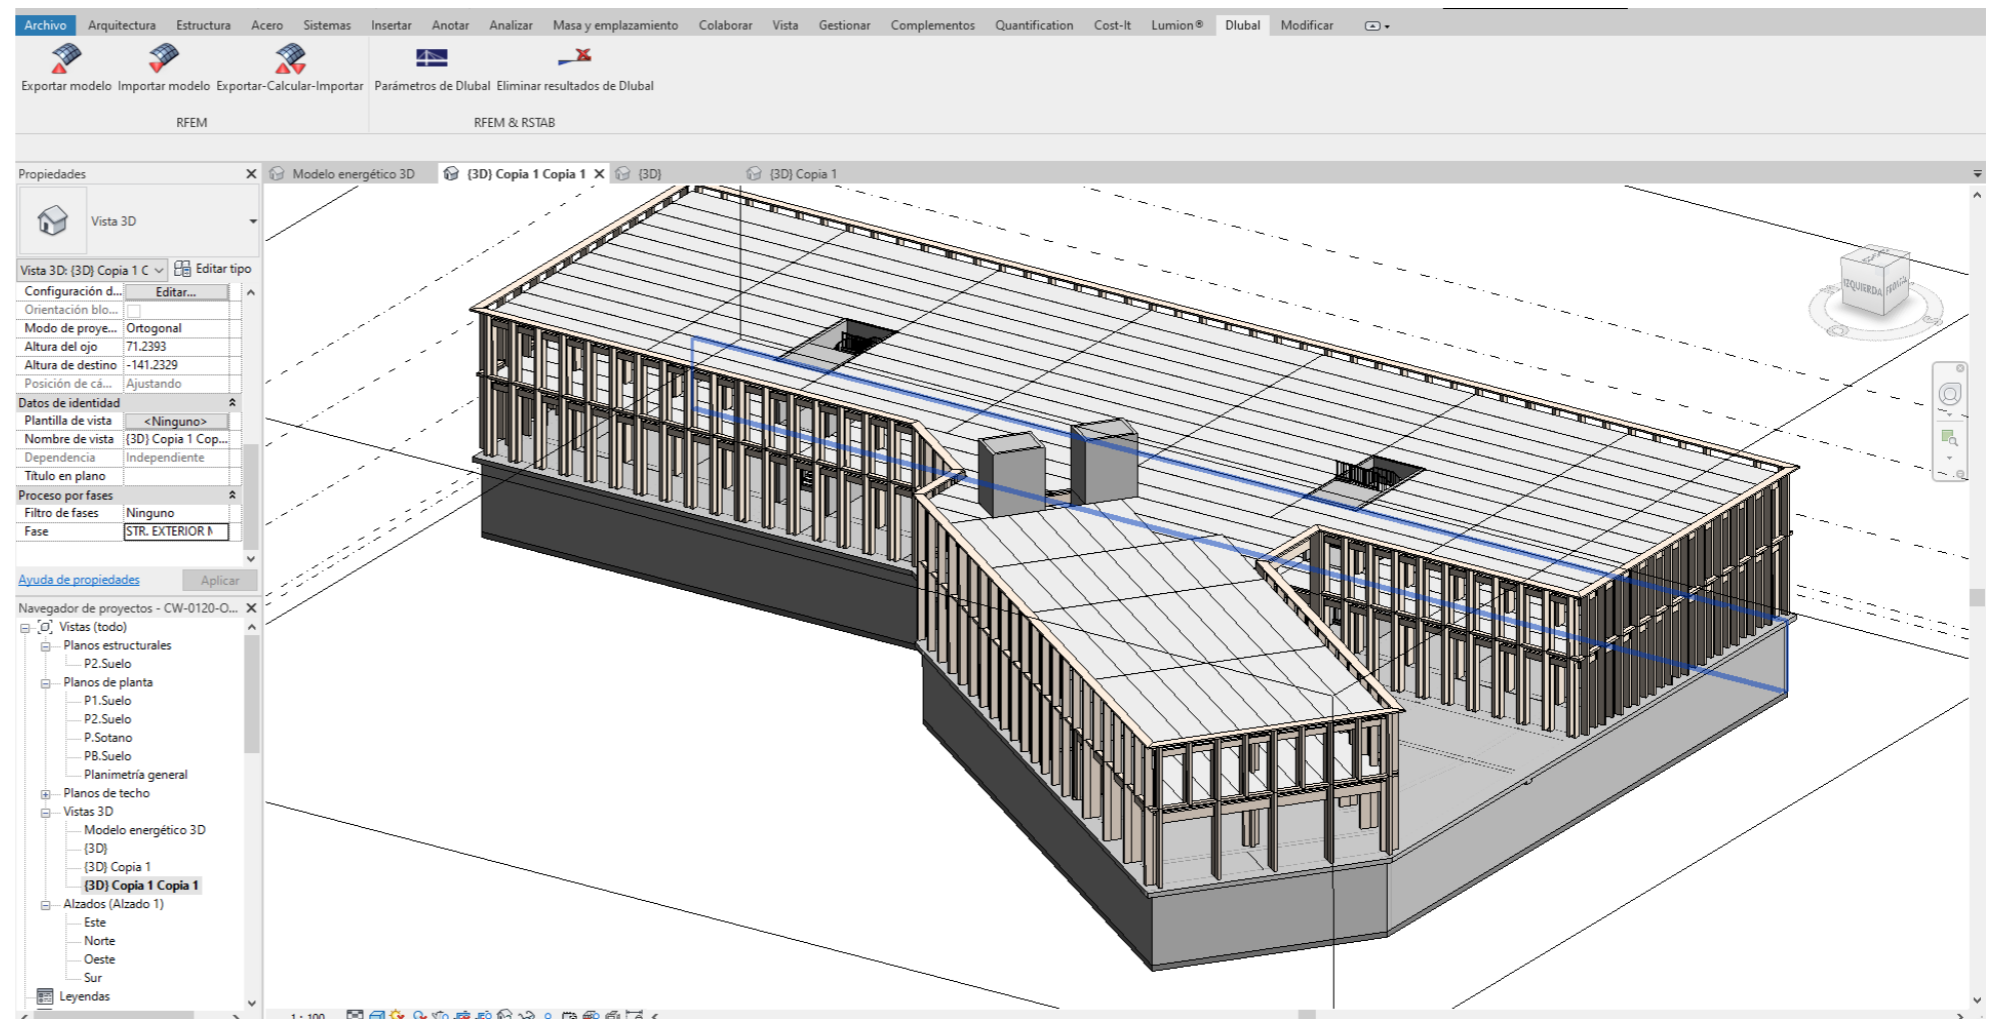 Archivo Arquitectura Estructura Acero Sistemas Insertar Anotar Analizar Masa y emplazamiento Colaborar Vista Gestionar Complementos Quantification Cost-It Lumion® Dlubal Modificar
Exportar modelo Importar modelo Exportar-Calcular-Importar Parámetros de Dlubal Eliminar resultados de Dlubal
RFEM RFEM & RSTAB
Propiedades
Modelo energético 3D {3D} Copia 1 Copia 1 {3D} {3D} Copia 1
Vista 3D
Vista 3D: {3D} Copia 1 C Editar tipo
Configuración d... Editar...
Orientación blo...
Modo de proye... Ortogonal
Altura del ojo 71.2393
Altura de destino -141.2329
Posición de cá... Ajustando
Datos de identidad
Plantilla de vista <Ninguno>
Nombre de vista {3D} Copia 1 Cop...
Dependencia Independiente
Título en plano
Proceso por fases
Filtro de fases Ninguno
Fase STR. EXTERIOR
Ayuda de propiedades Aplicar
Navegador de proyectos - CW-0120-O...
Vistas (todo)
Planos estructurales
P2.Suelo
Planos de planta
P1.Suelo
P2.Suelo
P.Sotano
PB.Suelo
Planimetría general
Planos de techo
Vistas 3D
Modelo energético 3D
{3D}
{3D} Copia 1
{3D} Copia 1 Copia 1
Alzados (Alzado 1)
Este
Norte
Oeste
Sur
Leyendas
IZQUIERDA
1 : 100